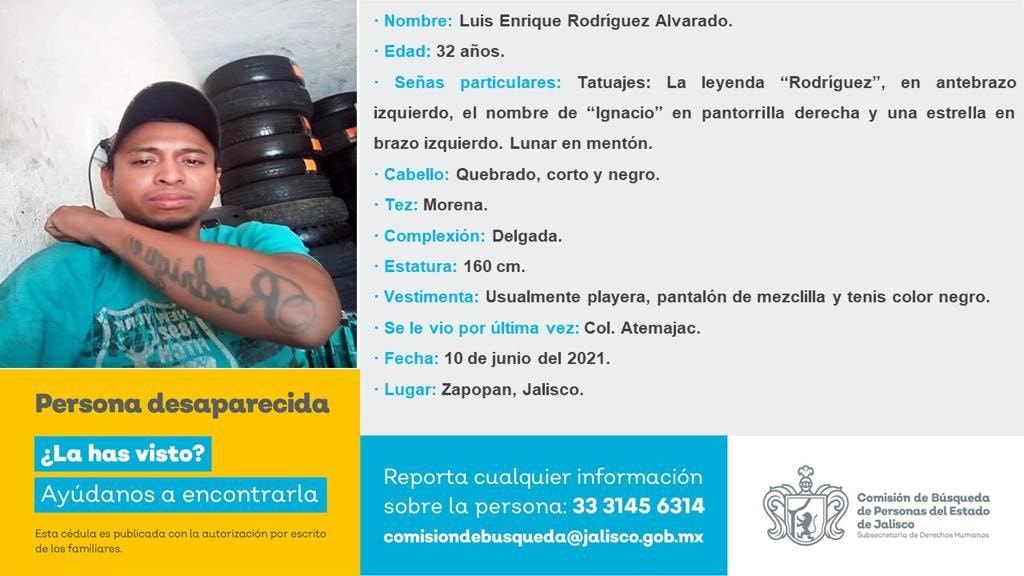 · Nombre: Luis Enrique Rodríguez Alvarado.
· Edad: 32 años.
· Señas particulares: Tatuajes: La leyenda “Rodríguez”, en antebrazo
izquierdo, el nombre de “Ignacio” en pantorrilla derecha y una estrella en
brazo izquierdo. Lunar en mentón.
· Cabello: Quebrado, corto y negro.
· Tez: Morena.
· Complexión: Delgada.
· Estatura: 160 cm.
· Vestimenta: Usualmente playera, pantalón de mezclilla y tenis color negro.
· Se le vio por última vez: Col. Atemajac.
· Fecha: 10 de junio del 2021.
· Lugar: Zapopan, Jalisco.
Rodriguez
Persona desaparecida
¿La has visto?
Ayúdanos a encontrarla
Esta cédula es publicada con la autorización por escrito
de los familiares.
Reporta cualquier información
sobre la persona: 33 3145 6314
comisiondebusqueda@jalisco.gob.mx
Comisión de Búsqueda
de Personas del Estado
de Jalisco
Subsecretaría de Derechos Humanos